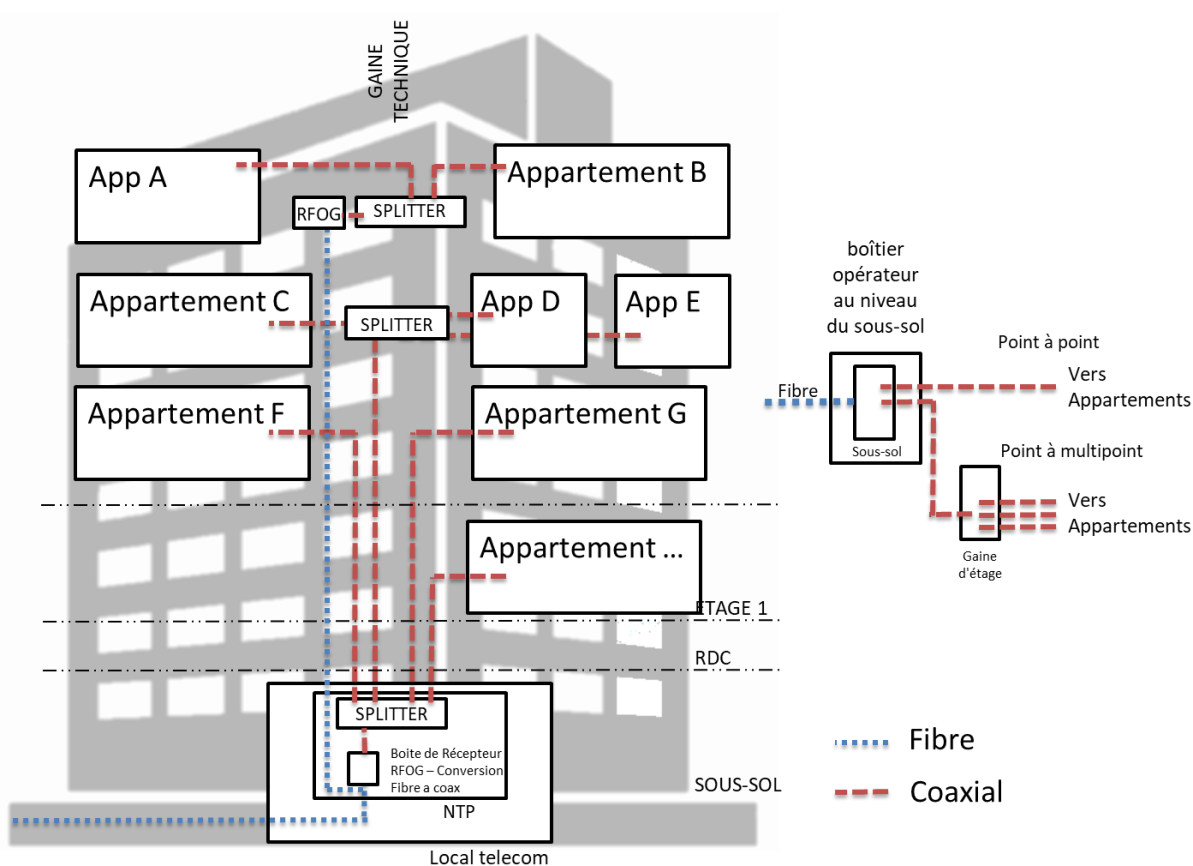 GAINE
TECHNIQUE
App A
Appartement B
RFOG
SPLITTER
Appartement C
App D
App E
SPLITTER
Appartement F
Appartement G
Appartement ...
ETAGE 1
RDC
SPLITTER
Boite de Récepteur
RFOG – Conversion
Fibre a coax
SOUS-SOL
NTP
Local telecom
boîtier
opérateur
au niveau
du sous-sol
Point à point
Fibre
Vers
Appartements
Sous-sol
Point à multipoint
Vers
Appartements
Gaine
d'étage
Fibre
Coaxial